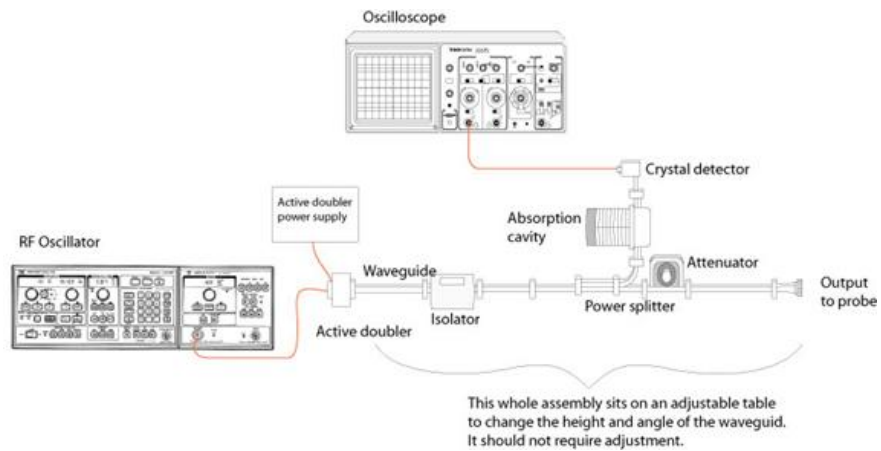 Oscilloscope
Crystal detector
Active doubler
power supply
Absorption
cavity
RF Oscillator
Waveguide
Attenuator
Output
to probe
Isolator
Power splitter
Active doubler
This whole assembly sits on an adjustable table
to change the height and angle of the waveguid.
It should not require adjustment.